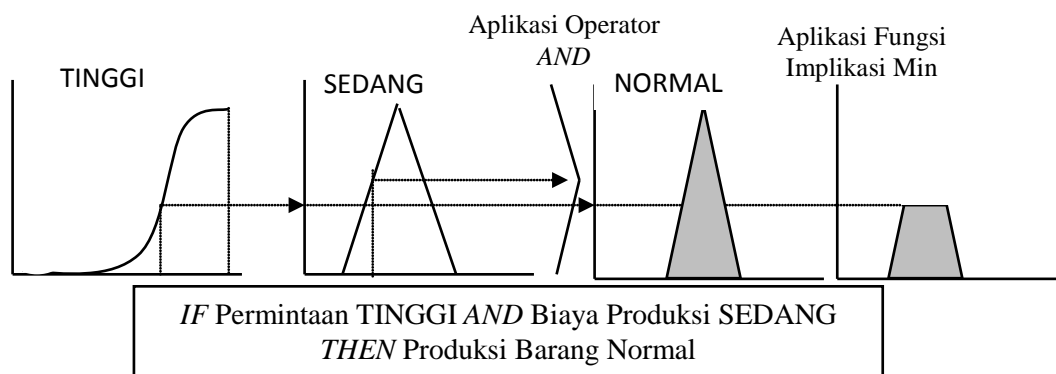 Aplikasi Operator
AND
Aplikasi Fungsi
Implikasi Min
TINGGI
SEDANG
NORMAL
IF Permintaan TINGGI AND Biaya Produksi SEDANG
THEN Produksi Barang Normal